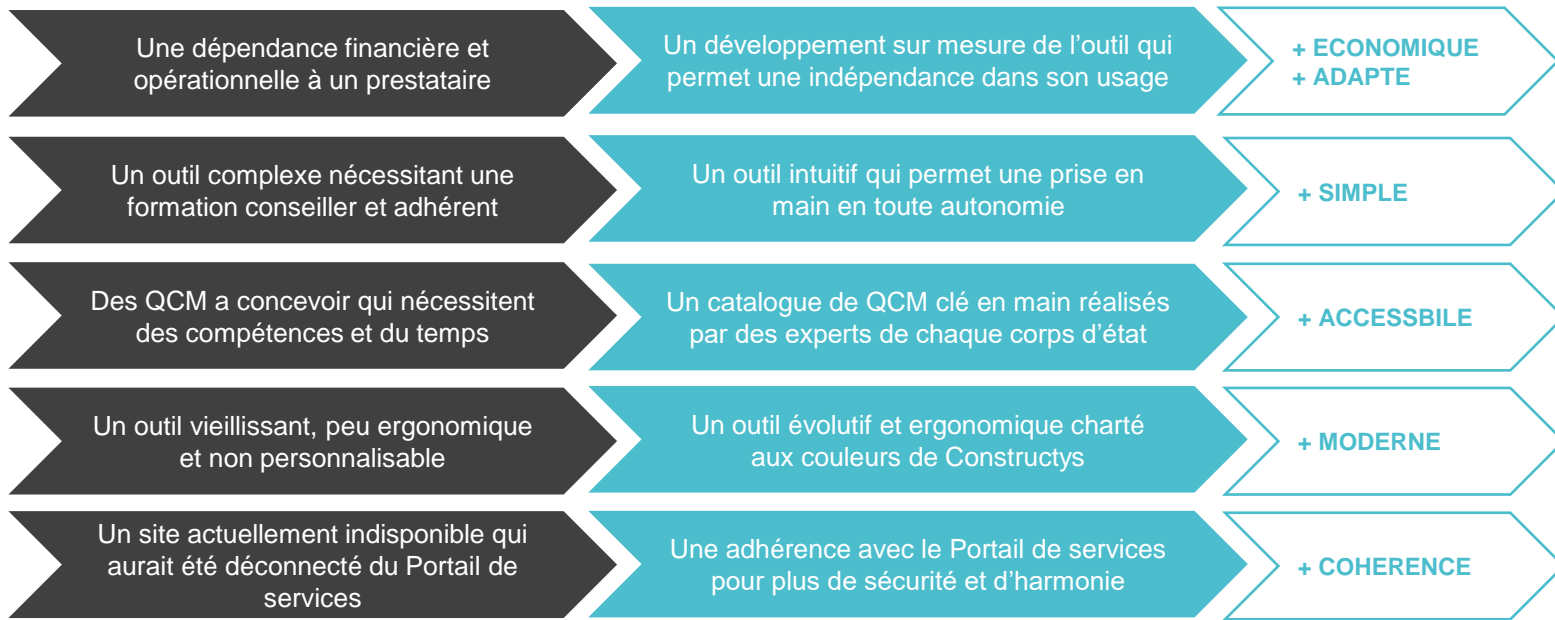 Une dépendance financière et
opérationnelle à un prestataire
Un développement sur mesure de l’outil qui
permet une indépendance dans son usage
+ ECONOMIQUE
+ ADAPTE
Un outil complexe nécessitant une
formation conseiller et adhérent
Un outil intuitif qui permet une prise en
main en toute autonomie
+ SIMPLE
Des QCM a concevoir qui nécessitent
des compétences et du temps
Un catalogue de QCM clé en main réalisés
par des experts de chaque corps d’état
+ ACCESSBILE
Un outil vieillissant, peu ergonomique
et non personnalisable
Un outil évolutif et ergonomique charté
aux couleurs de Constructys
+ MODERNE
Un site actuellement indisponible qui
aurait été déconnecté du Portail de
services
Une adhérence avec le Portail de services
pour plus de sécurité et d’harmonie
+ COHERENCE